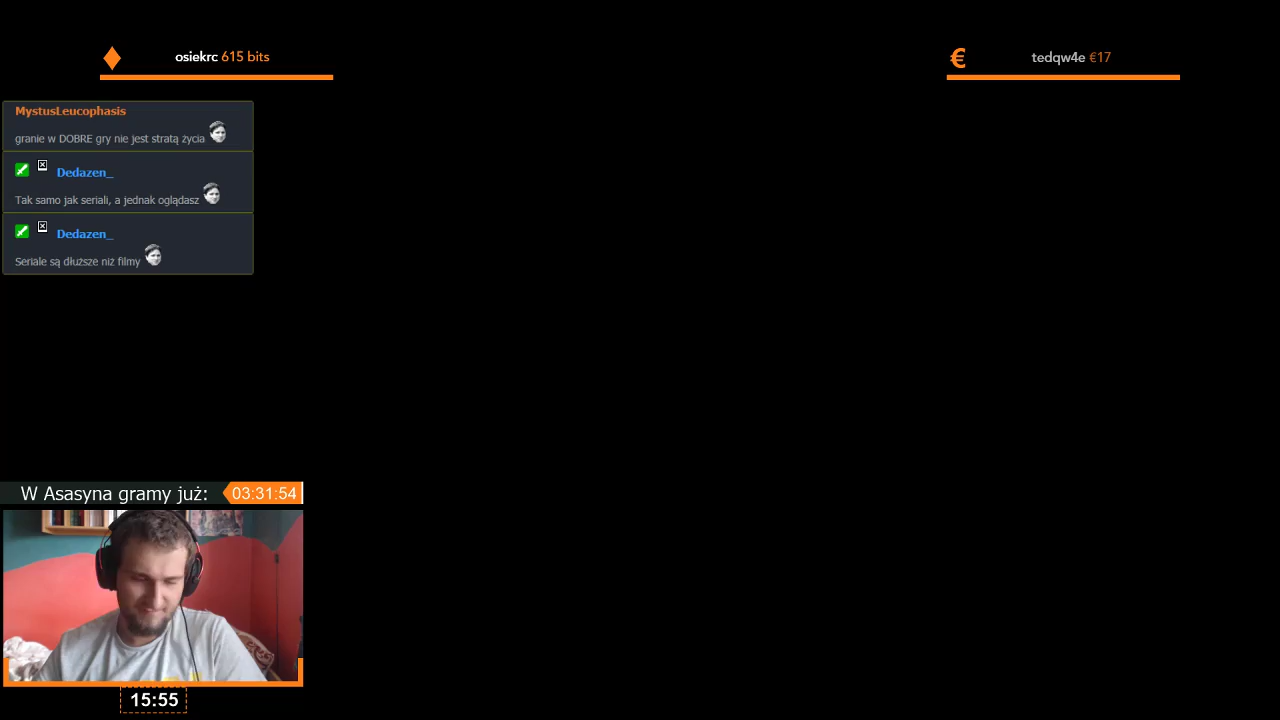 osiekrc 615 bits
€ tedqw4e €17
MystusLeucophasis
granie w DOBRE gry nie jest stratą życia
Dedazen_
Tak samo jak seriali, a jednak oglądasz
Dedazen_
Seriale są dłuższe niż filmy
W Asasyna gramy już: 03:31:54
15:55